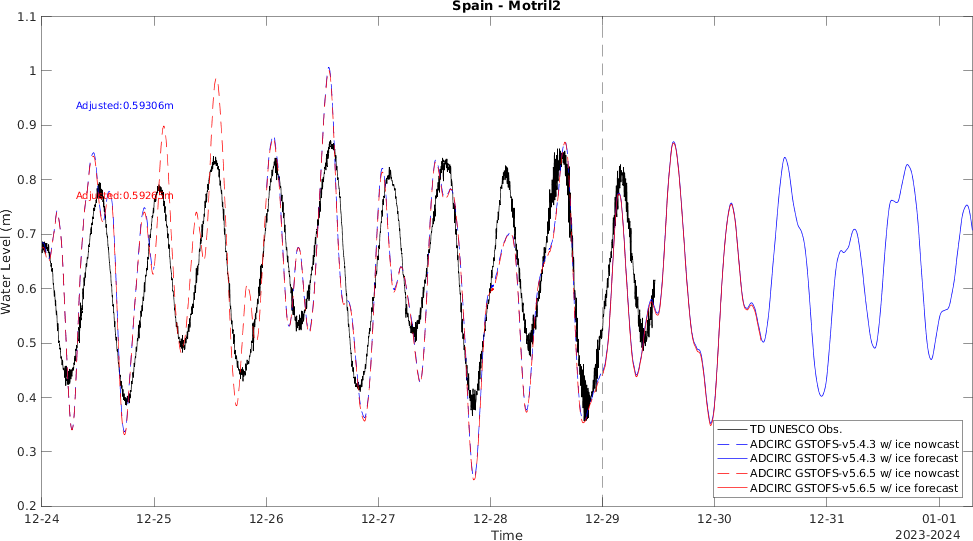 Spain - Motril2
1.1
1
0.9
0.8
0.7
0.6
0.5
0.4
0.3
0.2
Water Level (m)
Adjusted:0.59306m
Adjusted:0.59265m
12-24
12-25
12-26
12-27
12-28
12-29
12-30
12-31
01-01
Time
2023-2024
TD UNESCO Obs.
ADCIRC GSTOFS-v5.4.3 w/ ice nowcast
ADCIRC GSTOFS-v5.4.3 w/ ice forecast
ADCIRC GSTOFS-v5.6.5 w/ ice nowcast
ADCIRC GSTOFS-v5.6.5 w/ ice forecast